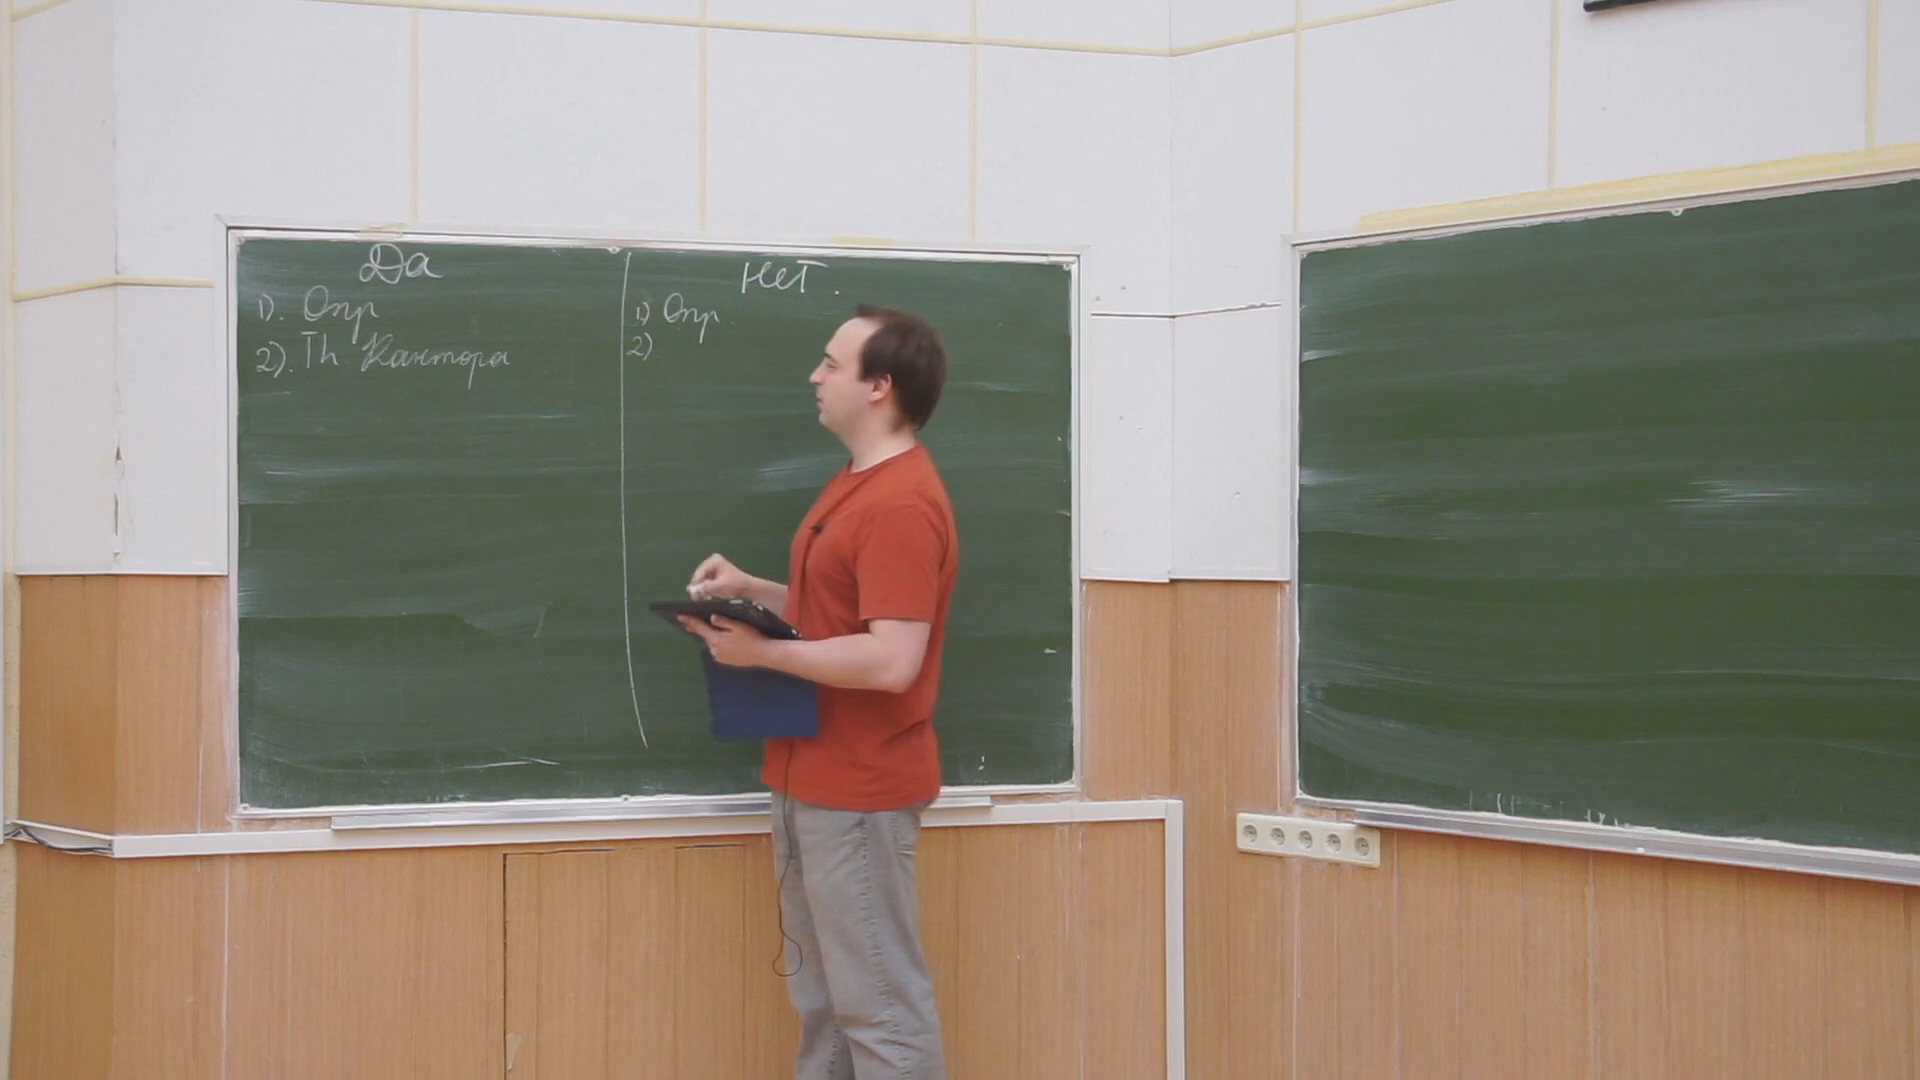 Да
1). Опр
2). Th Кантора
Нет.
1) Опр.
2)